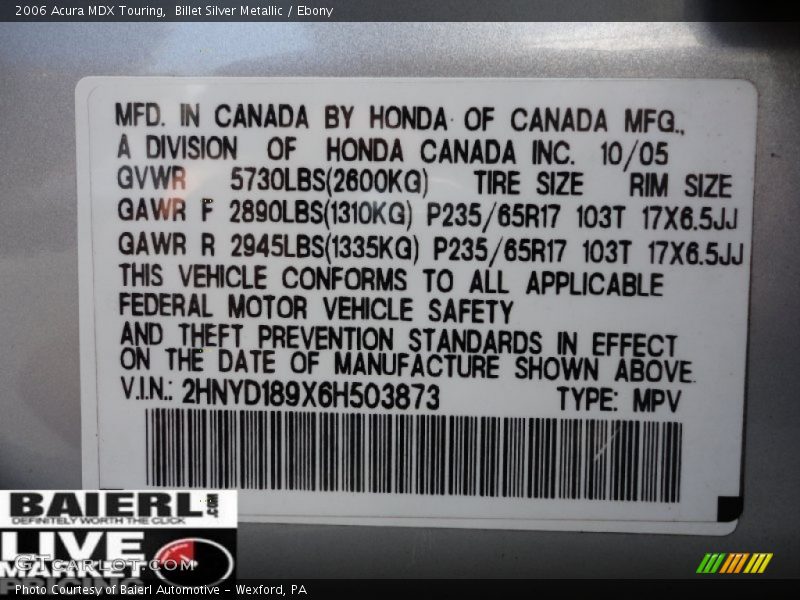 2006 Acura MDX Touring,  Billet Silver Metallic / Ebony
MFD. IN CANADA BY HONDA OF CANADA MFG.,
A DIVISION OF HONDA CANADA INC. 10/05
GVWR 5730LBS(2600KG) TIRE SIZE RIM SIZE
GAWR F 2890LBS(1310KG) P235/65R17 103T 17X6.5JJ
GAWR R 2945LBS(1335KG) P235/65R17 103T 17X6.5JJ
THIS VEHICLE CONFORMS TO ALL APPLICABLE
FEDERAL MOTOR VEHICLE SAFETY
AND THEFT PREVENTION STANDARDS IN EFFECT
ON THE DATE OF MANUFACTURE SHOWN ABOVE.
V.I.N.: 2HNYD189X6H503873 TYPE: MPV
BAIERL.com
DEFINITELY WORTH THE CLICK
LIVE
GTCARLOT.COM
MARKET
PRICING
Photo Courtesy of Baierl Automotive - Wexford, PA